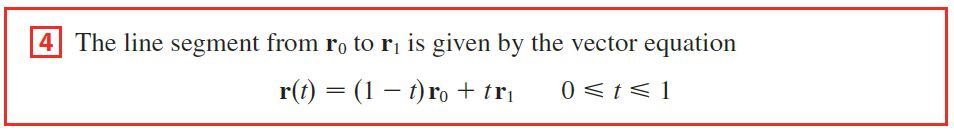 4 The line segment from r₀ to r₁ is given by the vector equation
r(t) = (1 − t)r₀ + tr₁ 0 ⩽ t ⩽ 1